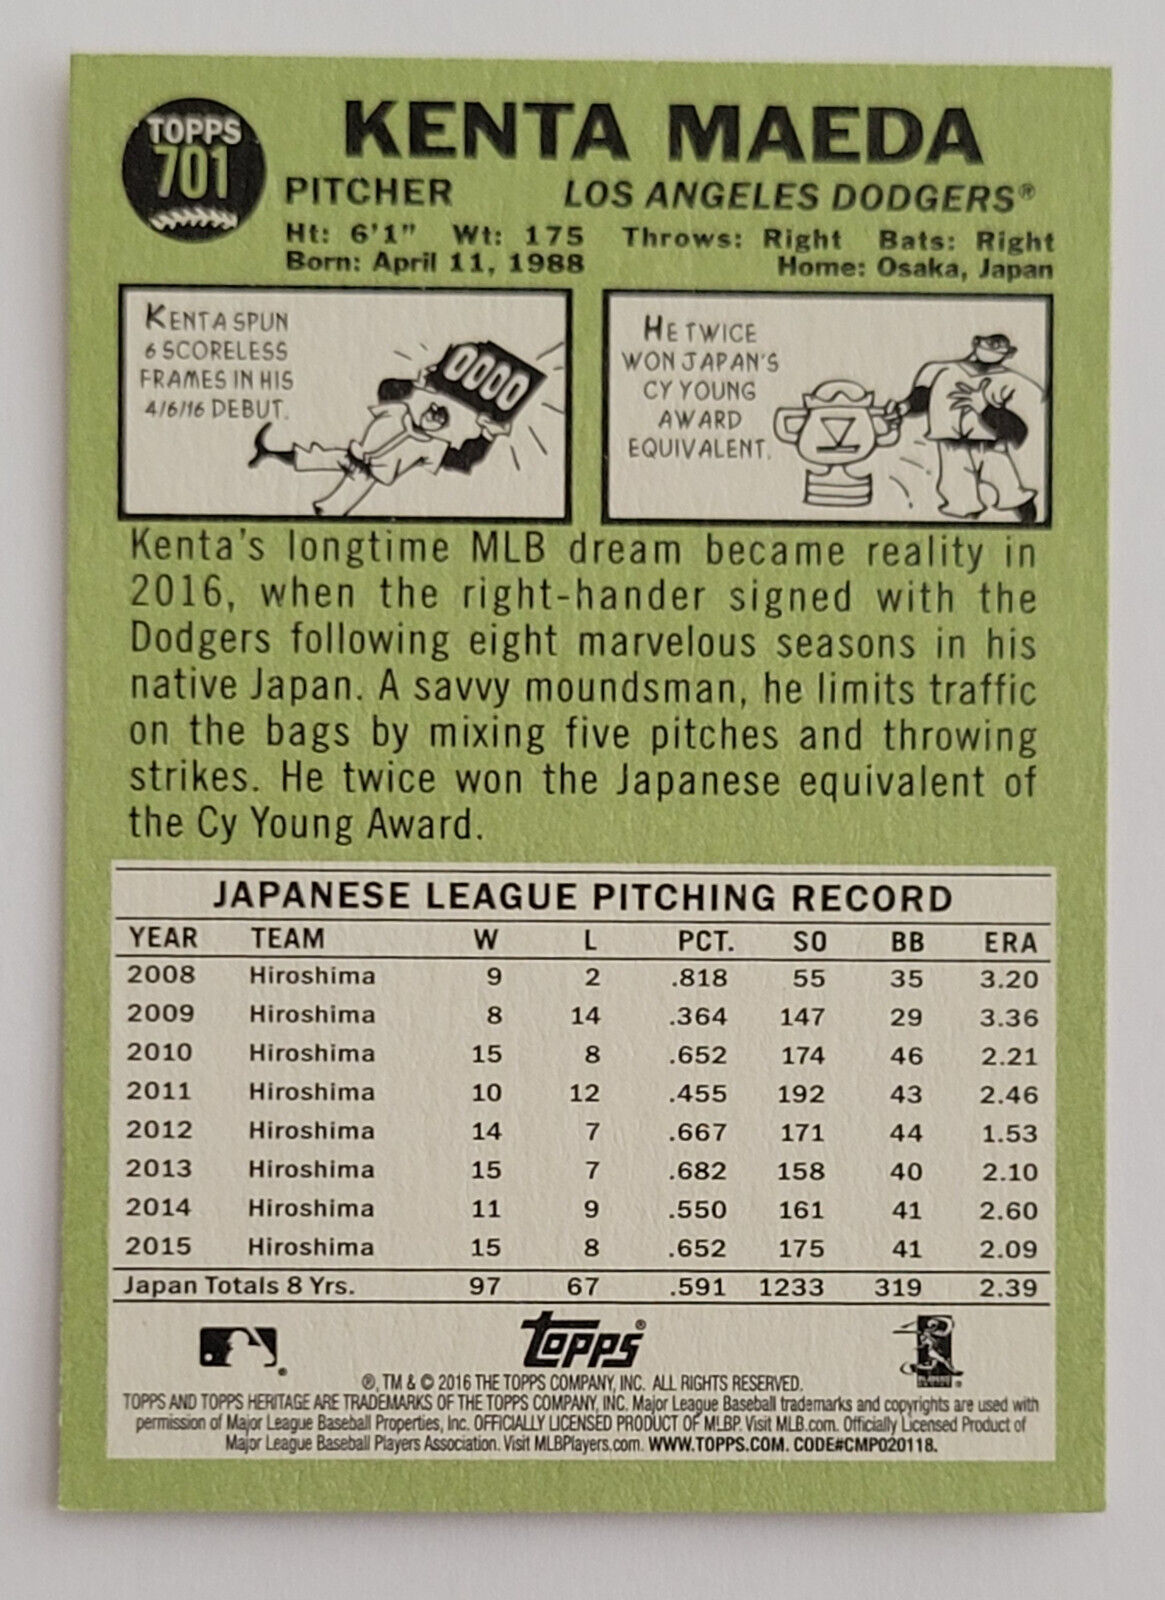 TOPPS
701
KENTA MAEDA
PITCHER LOS ANGELES DODGERS®
Ht: 6'1" Wt: 175 Throws: Right Bats: Right
Born: April 11, 1988 Home: Osaka, Japan
KENTA SPUN
6 SCORELESS
FRAMES IN HIS
4/6/16 DEBUT.
0000
HE TWICE
WON JAPAN'S
CY YOUNG
AWARD
EQUIVALENT.
Kenta's longtime MLB dream became reality in
2016, when the right-hander signed with the
Dodgers following eight marvelous seasons in his
native Japan. A savvy moundsman, he limits traffic
on the bags by mixing five pitches and throwing
strikes. He twice won the Japanese equivalent of
the Cy Young Award.
JAPANESE LEAGUE PITCHING RECORD
YEAR TEAM W L PCT. SO BB ERA
2008 Hiroshima 9 2 .818 55 35 3.20
2009 Hiroshima 8 14 .364 147 29 3.36
2010 Hiroshima 15 8 .652 174 46 2.21
2011 Hiroshima 10 12 .455 192 43 2.46
2012 Hiroshima 14 7 .667 171 44 1.53
2013 Hiroshima 15 7 .682 158 40 2.10
2014 Hiroshima 11 9 .550 161 41 2.60
2015 Hiroshima 15 8 .652 175 41 2.09
Japan Totals 8 Yrs. 97 67 .591 1233 319 2.39
topps®
®, TM & © 2016 THE TOPPS COMPANY, INC. ALL RIGHTS RESERVED.
TOPPS AND TOPPS HERITAGE ARE TRADEMARKS OF THE TOPPS COMPANY, INC. Major League Baseball trademarks and copyrights are used with
permission of Major League Baseball Properties, Inc. OFFICIALLY LICENSED PRODUCT OF MLBP. Visit MLB.com. Officially Licensed Product of
Major League Baseball Players Association. Visit MLBPlayers.com. WWW.TOPPS.COM. CODE#CMP020118.